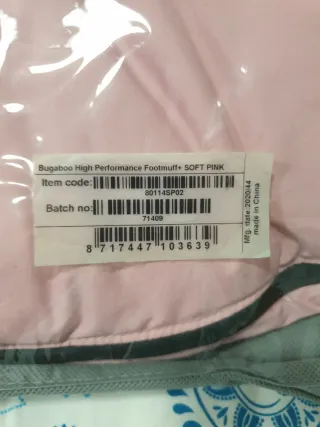 Bugaboo High Performance Footmuff+ SOFT PINK
Item code:
80114SP02
Batch no:
71409
8 717447 103639
Mfg. date:2020/44
made in China